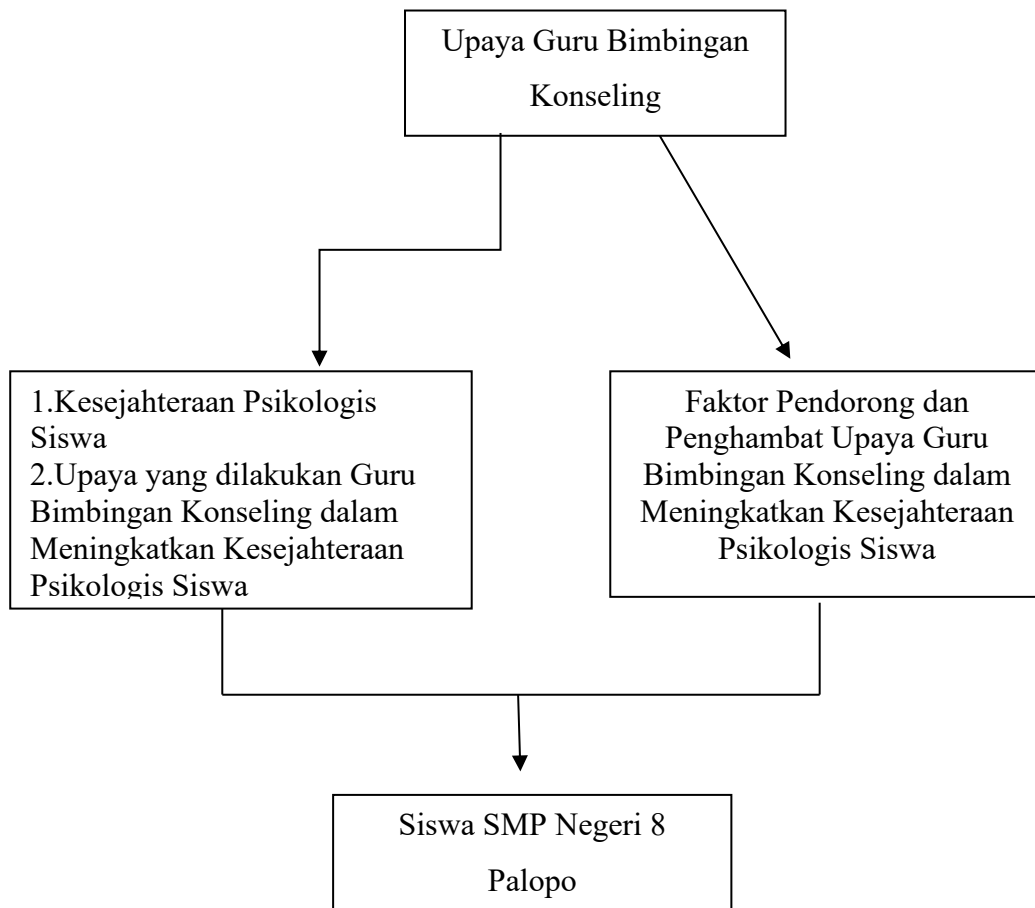 Upaya Guru Bimbingan
Konseling
1.Kesejahteraan Psikologis
Siswa
2.Upaya yang dilakukan Guru
Bimbingan Konseling dalam
Meningkatkan Kesejahteraan
Psikologis Siswa
Faktor Pendorong dan
Penghambat Upaya Guru
Bimbingan Konseling dalam
Meningkatkan Kesejahteraan
Psikologis Siswa
Siswa SMP Negeri 8
Palopo